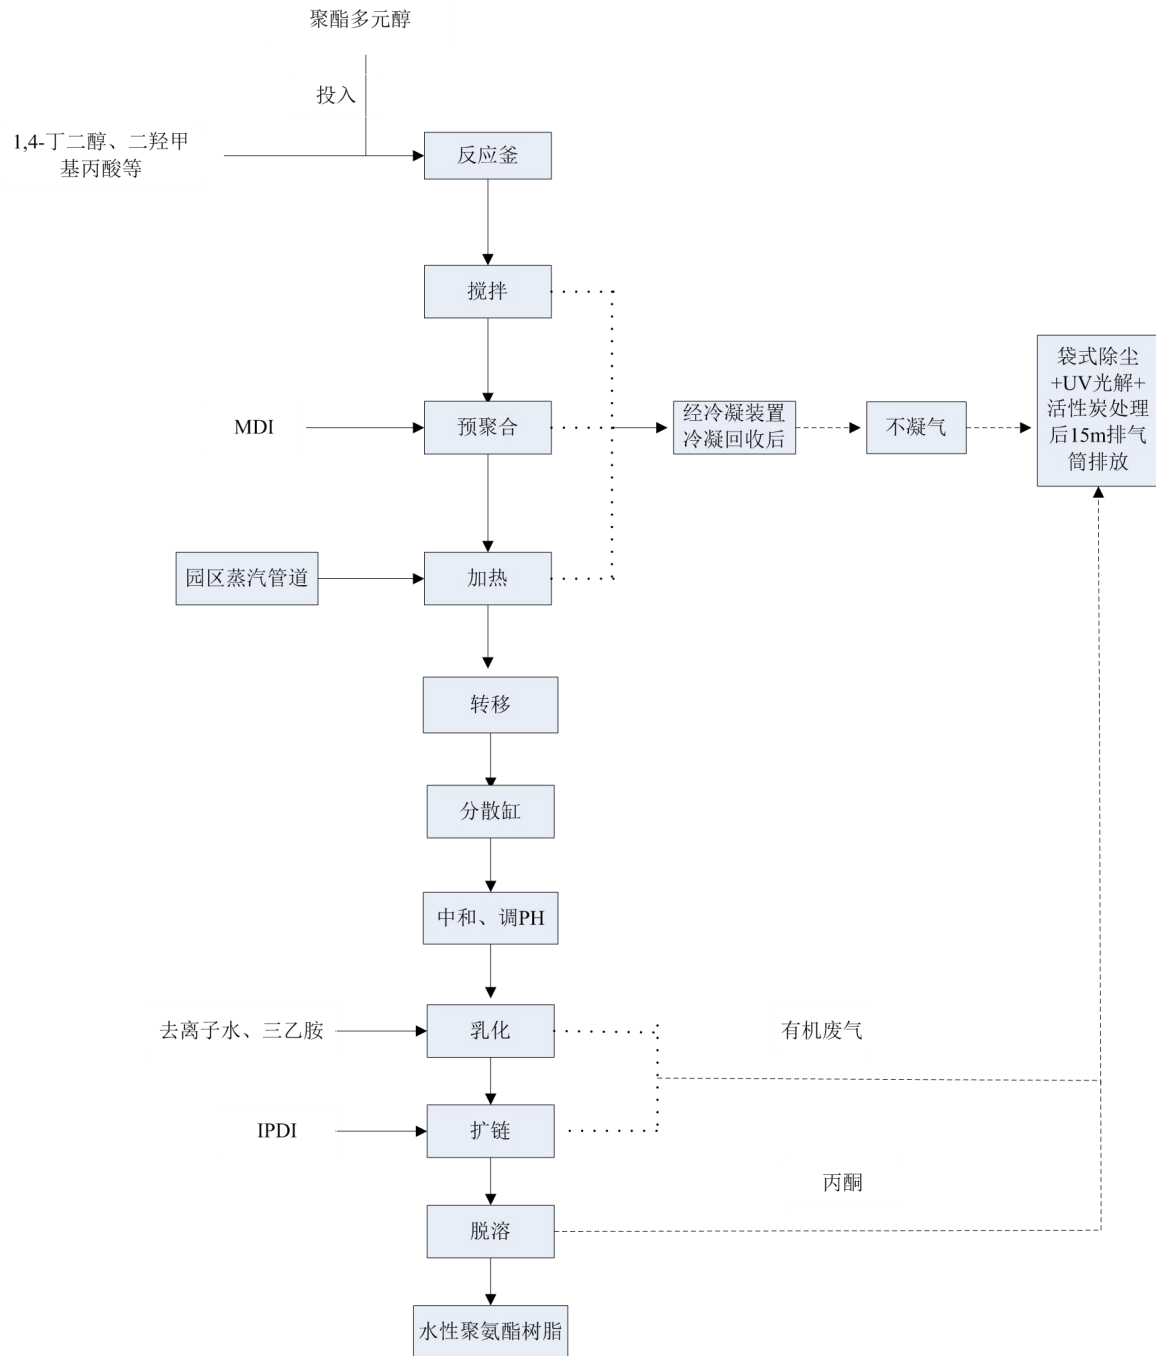 聚酯多元醇
投入
1,4-丁二醇、二羟甲
基丙酸等
反应釜
搅拌
MDI
预聚合
经冷凝装置
冷凝回收后
不凝气
袋式除尘
+UV光解+
活性炭处理
后15m排气
筒排放
园区蒸汽管道
加热
转移
分散缸
中和、调PH
去离子水、三乙胺
乳化
有机废气
IPDI
扩链
丙酮
脱溶
水性聚氨酯树脂